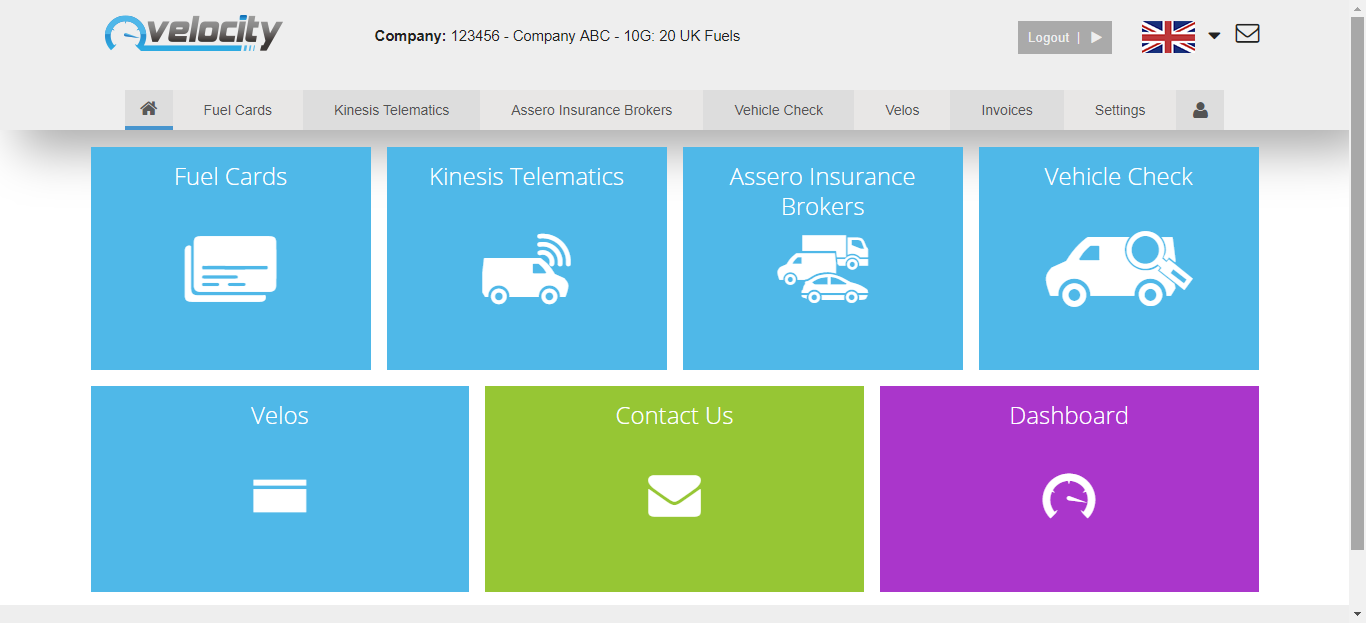 velocity
Company: 123456 - Company ABC - 10G: 20 UK Fuels
Logout |
Fuel Cards
Kinesis Telematics
Assero Insurance Brokers
Vehicle Check
Velos
Invoices
Settings
Fuel Cards
Kinesis Telematics
Assero Insurance
Brokers
Vehicle Check
Velos
Contact Us
Dashboard